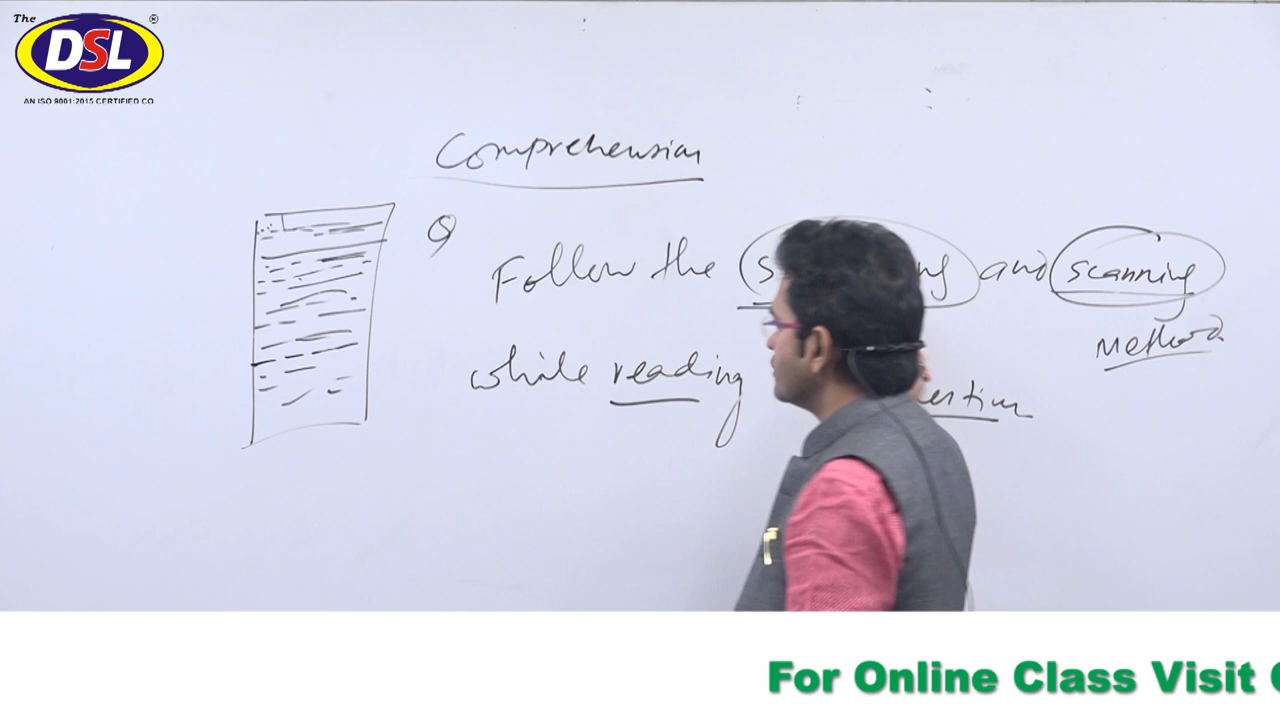 The
®
DSL
AN ISO 9001:2015 CERTIFIED CO.
Comprehension
Q Follow the and scanning
Method
while reading
For Online Class Visit